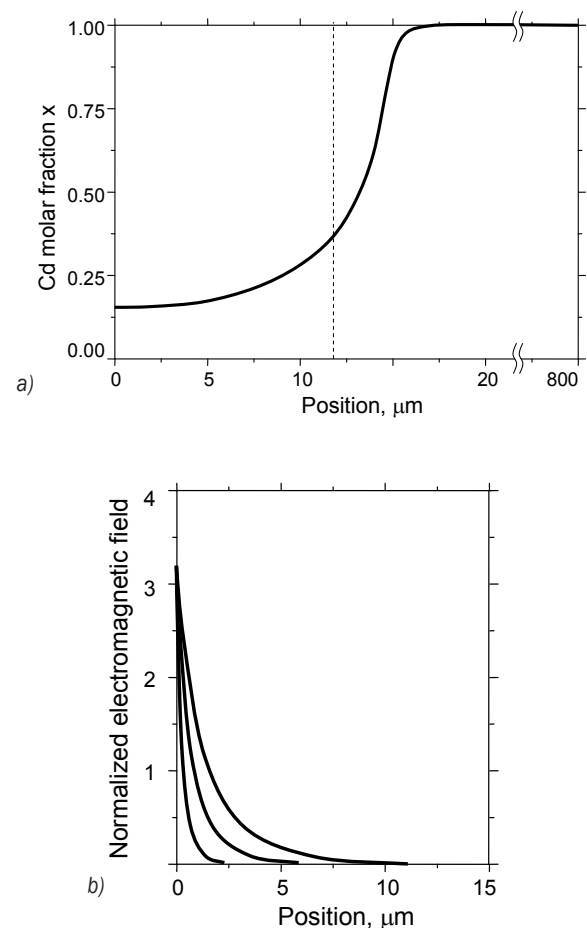 1.00
0.75
0.50
0.25
0.00
Cd molar fraction x
0 5 10 20 800
Position, μm
a)
4
3
2
1
Normalized electromagnetic field
0 5 10 15
Position, μm
b)